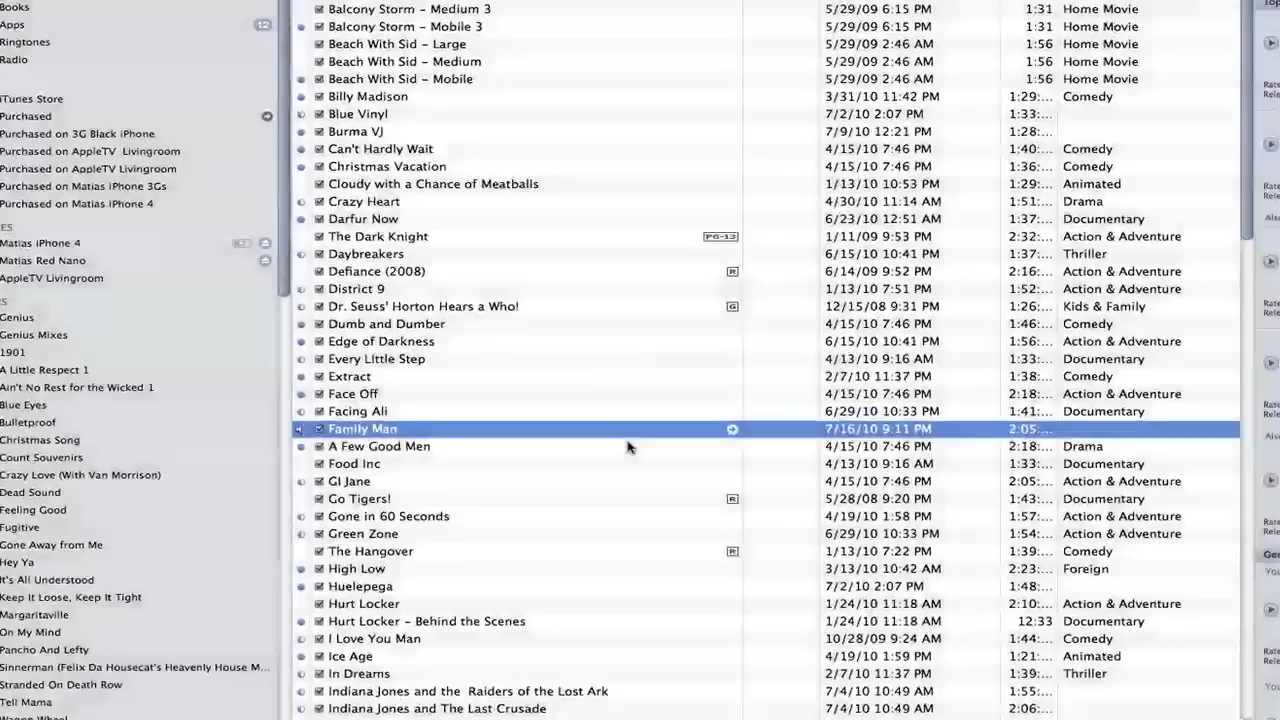 Books
Apps 12
Ringtones
Radio
iTunes Store
Purchased
Purchased on 3G Black iPhone
Purchased on AppleTV Livingroom
Purchased on AppleTV Livingroom
Purchased on Matias iPhone 3Gs
Purchased on Matias iPhone 4
ES
Matias iPhone 4
Matias Red Nano
AppleTV Livingroom
S
Genius
Genius Mixes
1901
A Little Respect 1
Ain't No Rest for the Wicked 1
Blue Eyes
Bulletproof
Christmas Song
Count Souvenirs
Crazy Love (With Van Morrison)
Dead Sound
Feeling Good
Fugitive
Gone Away from Me
Hey Ya
It's All Understood
Keep It Loose, Keep It Tight
Margaritaville
On My Mind
Pancho And Lefty
Sinnerman (Felix Da Housecat's Heavenly House M...
Stranded On Death Row
Tell Mama
Wagon Wheel
Balcony Storm - Medium 3 5/29/09 6:15 PM 1:31 Home Movie
Balcony Storm - Mobile 3 5/29/09 6:15 PM 1:31 Home Movie
Beach With Sid - Large 5/29/09 2:46 AM 1:56 Home Movie
Beach With Sid - Medium 5/29/09 2:46 AM 1:56 Home Movie
Beach With Sid - Mobile 5/29/09 2:46 AM 1:56 Home Movie
Billy Madison 3/31/10 11:42 PM 1:29:... Comedy
Blue Vinyl 7/2/10 2:07 PM 1:33:...
Burma VJ 7/9/10 12:21 PM 1:28:...
Can't Hardly Wait 4/15/10 7:46 PM 1:40:... Comedy
Christmas Vacation 4/15/10 7:46 PM 1:36:... Comedy
Cloudy with a Chance of Meatballs 1/13/10 10:53 PM 1:29:... Animated
Crazy Heart 4/30/10 11:14 AM 1:51:... Drama
Darfur Now 6/23/10 12:51 AM 1:37:... Documentary
The Dark Knight PG-13 1/11/09 9:53 PM 2:32:... Action & Adventure
Daybreakers 6/15/10 10:41 PM 1:37:... Thriller
Defiance (2008) R 6/14/09 9:52 PM 2:16:... Action & Adventure
District 9 1/13/10 7:51 PM 1:52:... Action & Adventure
Dr. Seuss' Horton Hears a Who! G 12/15/08 9:31 PM 1:26:... Kids & Family
Dumb and Dumber 4/15/10 7:46 PM 1:46:... Comedy
Edge of Darkness 6/15/10 10:41 PM 1:56:... Action & Adventure
Every LIttle Step 4/13/10 9:16 AM 1:33:... Documentary
Extract 2/7/10 11:37 PM 1:38:... Comedy
Face Off 4/15/10 7:46 PM 2:18:... Action & Adventure
Facing Ali 6/29/10 10:33 PM 1:41:... Documentary
Family Man 7/16/10 9:11 PM 2:05:...
A Few Good Men 4/15/10 7:46 PM 2:18:... Drama
Food Inc 4/13/10 9:16 AM 1:33:... Documentary
GI Jane 4/15/10 7:46 PM 2:05:... Action & Adventure
Go Tigers! R 5/28/08 9:20 PM 1:43:... Documentary
Gone in 60 Seconds 4/19/10 1:58 PM 1:57:... Action & Adventure
Green Zone 6/29/10 10:33 PM 1:54:... Action & Adventure
The Hangover R 1/13/10 7:22 PM 1:39:... Comedy
High Low 3/13/10 10:42 AM 2:23:... Foreign
Huelepega 7/2/10 2:07 PM 1:48:...
Hurt Locker 1/24/10 11:18 AM 2:10:... Action & Adventure
Hurt Locker - Behind the Scenes 1/24/10 11:18 AM 12:33 Documentary
I Love You Man 10/28/09 9:24 AM 1:44:... Comedy
Ice Age 4/19/10 1:59 PM 1:21:... Animated
In Dreams 2/7/10 11:37 PM 1:39:... Thriller
Indiana Jones and the Raiders of the Lost Ark 7/4/10 10:49 AM 1:55:...
Indiana Jones and The Last Crusade 7/4/10 10:49 AM 2:06:...
Top
Rate
Rele
Rate
Rele
Also
Rate
Rele
Rate
Rele
Also
Rate
Rele
Gen
You
Rate
Rele
You